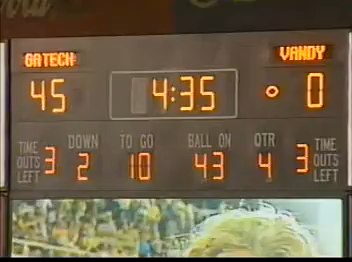 GATECH VANDY
45 4:35 0
DOWN TO GO BALL ON QTR
TIME OUTS LEFT 3 2 10 43 4 3 TIME OUTS LEFT